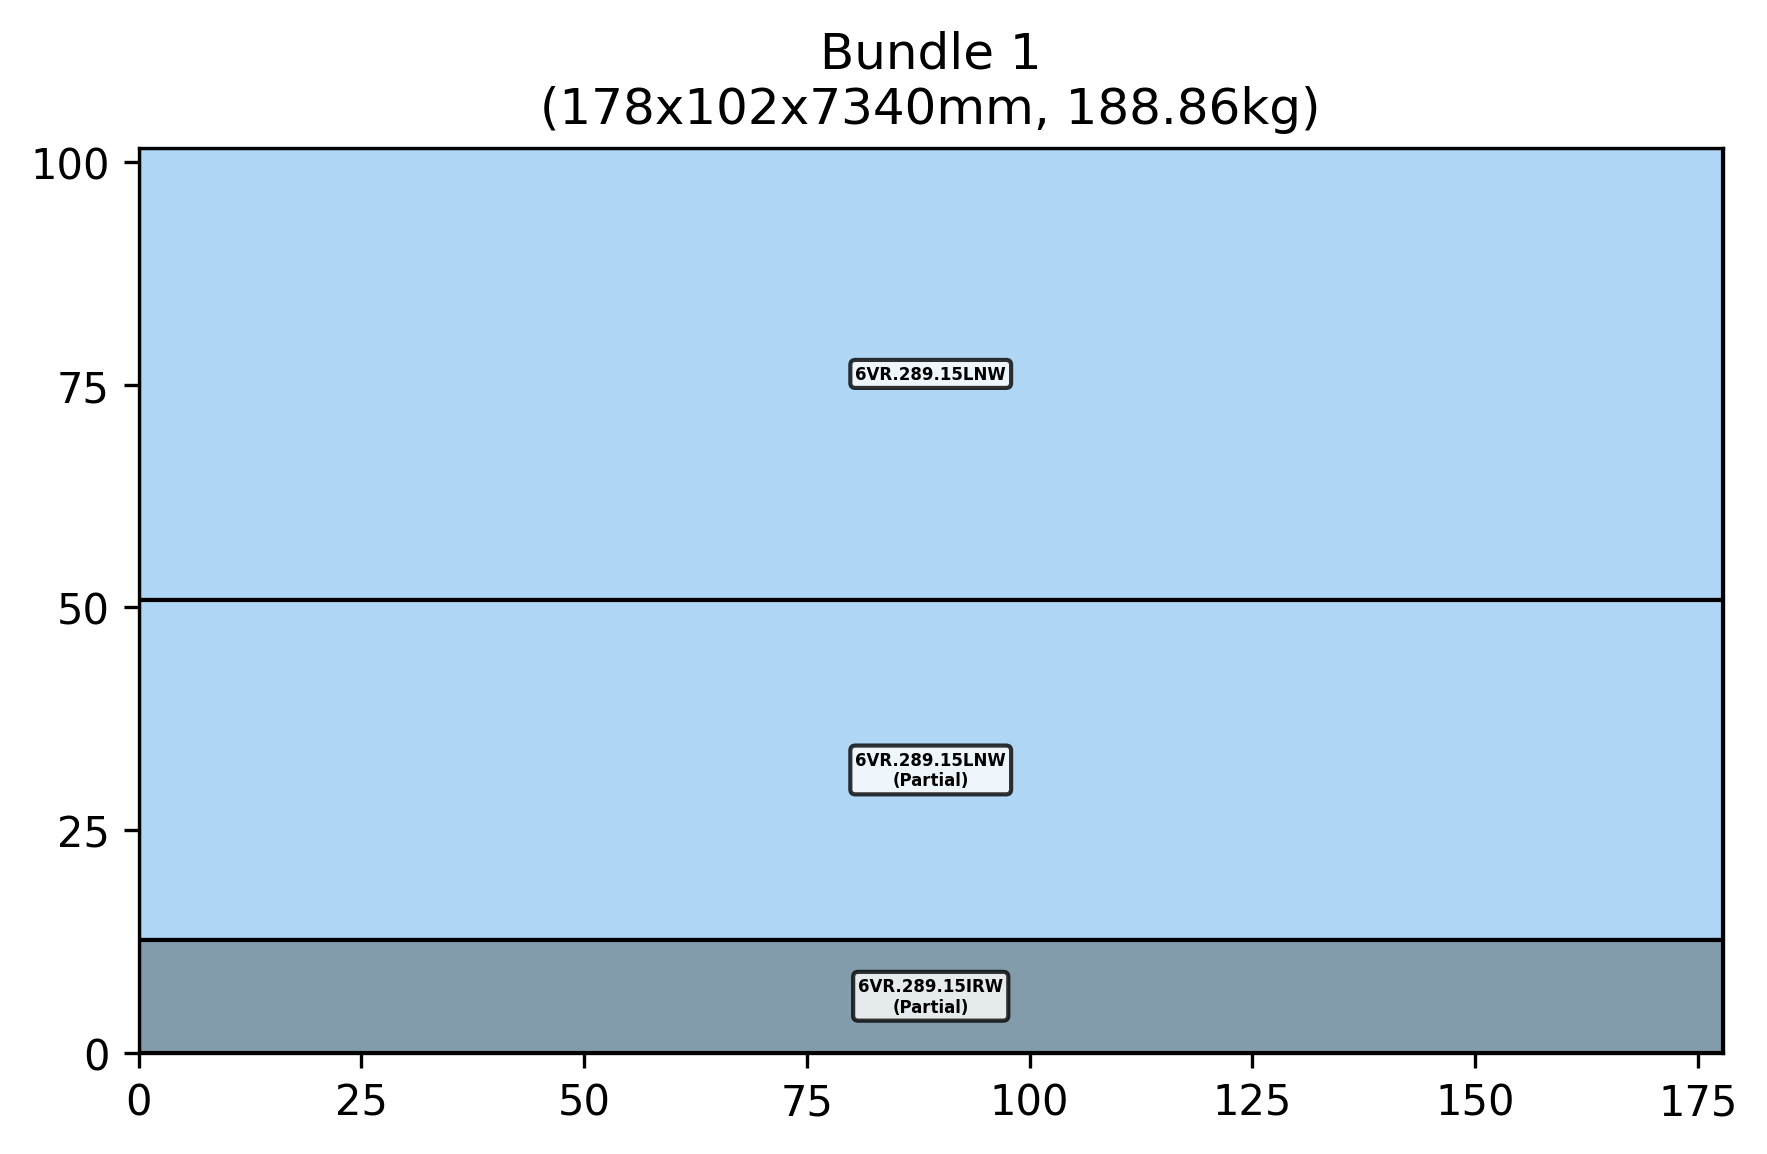 Bundle 1
(178x102x7340mm, 188.86kg)
100
75
50
25
0
6VR.289.15LNW
6VR.289.15LNW
(Partial)
6VR.289.15IRW
(Partial)
0 25 50 75 100 125 150 175